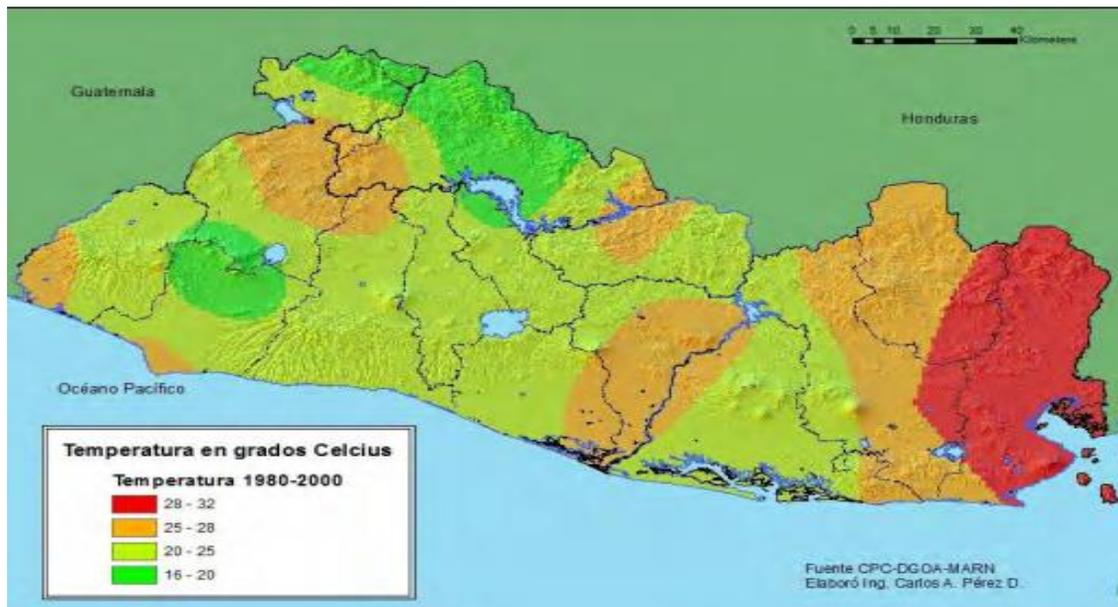 0 5 10 20 30 40
Kilometers
Guatemala
Honduras
Océano Pacífico
Temperatura en grados Celcius
Temperatura 1980-2000
28 - 32
25 - 28
20 - 25
16 - 20
Fuente CPC-DGOA-MARN
Elaboró Ing. Carlos A. Pérez D.